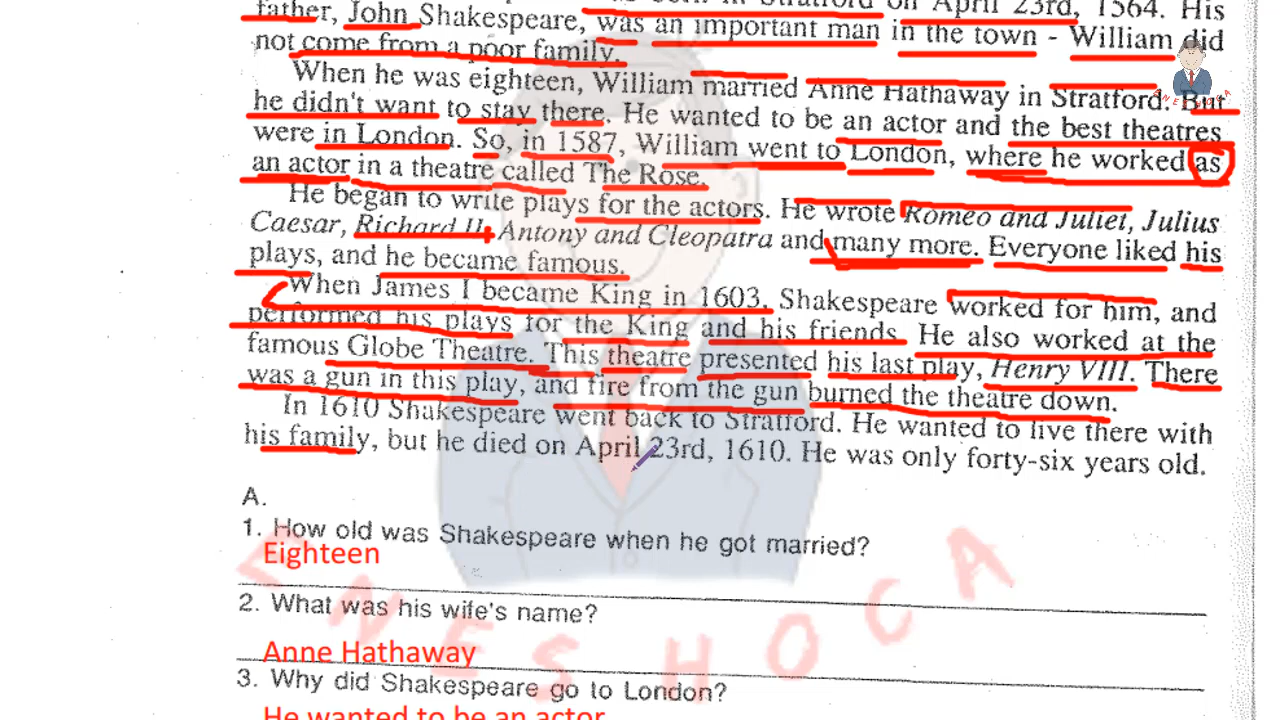 father, John Shakespeare, was an important man in the town - William did
not come from a poor family.
When he was eighteen, William married Anne Hathaway in Stratford. But
he didn't want to stay there. He wanted to be an actor and the best theatres
were in London. So, in 1587, William went to London, where he worked as
an actor in a theatre called The Rose.
He began to write plays for the actors. He wrote Romeo and Juliet, Julius
Caesar, Richard II, Antony and Cleopatra and many more. Everyone liked his
plays, and he became famous.
When James I became King in 1603, Shakespeare worked for him, and
performed his plays for the King and his friends. He also worked at the
famous Globe Theatre. This theatre presented his last play, Henry VIII. There
was a gun in this play, and fire from the gun burned the theatre down.
In 1610 Shakespeare went back to Stratford. He wanted to live there with
his family, but he died on April 23rd, 1610. He was only forty-six years old.
A.
1. How old was Shakespeare when he got married?
Eighteen
2. What was his wife's name?
Anne Hathaway
3. Why did Shakespeare go to London?
He wanted to be an actor
ENESHOCA
ENESHOCA